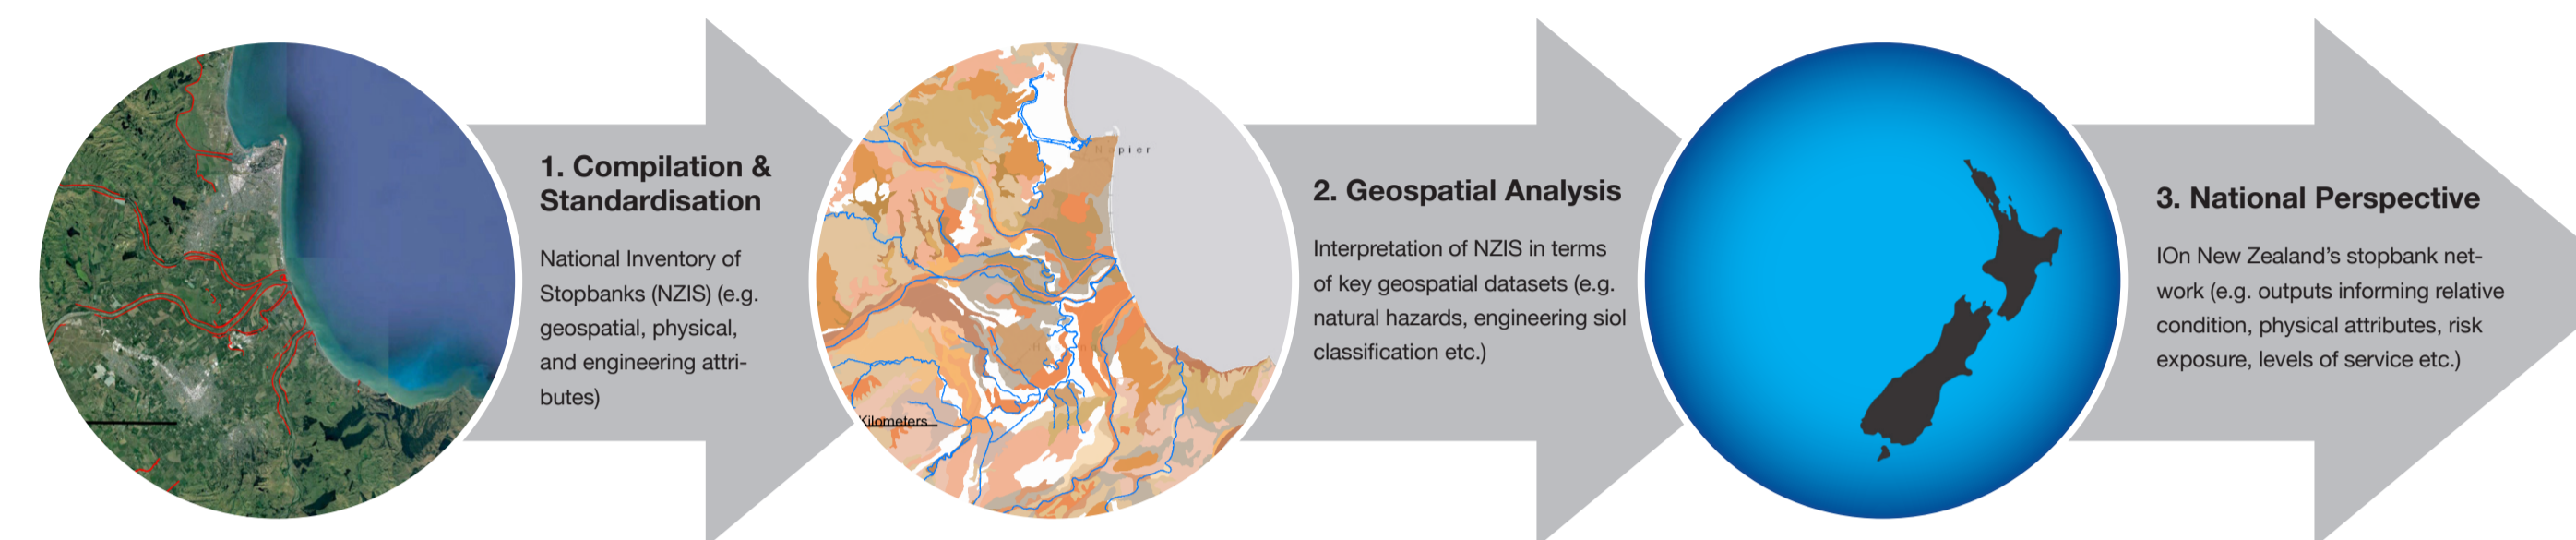 1. Compilation &
Standardisation
National Inventory of
Stopbanks (NZIS) (e.g.
geospatial, physical,
and engineering attri-
butes)
Napier
Kilometers
2. Geospatial Analysis
Interpretation of NZIS in terms
of key geospatial datasets (e.g.
natural hazards, engineering siol
classification etc.)
3. National Perspective
IOn New Zealand's stopbank net-
work (e.g. outputs informing relative
condition, physical attributes, risk
exposure, levels of service etc.)